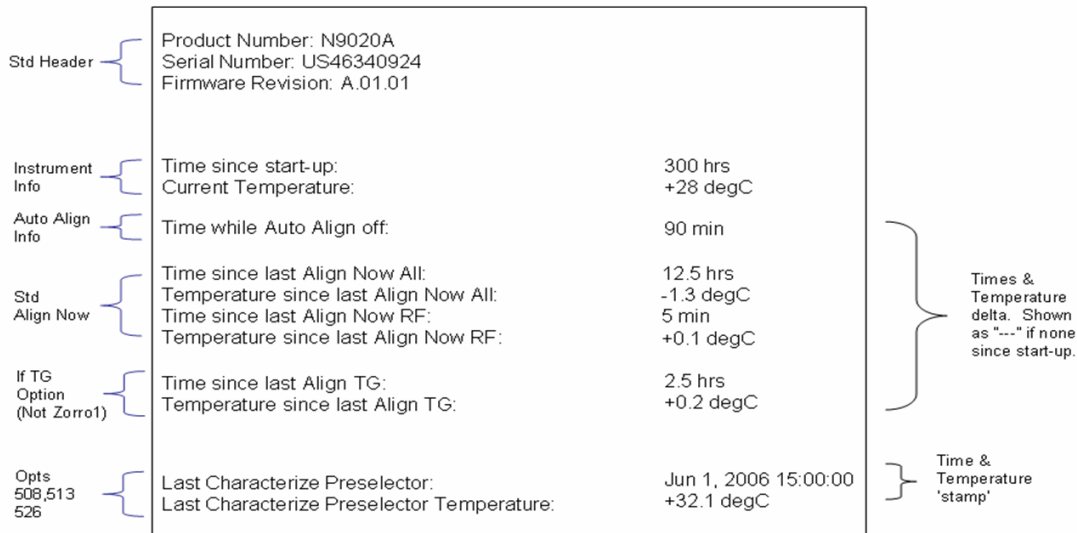 Std Header
Product Number: N9020A
Serial Number: US46340924
Firmware Revision: A.01.01
Instrument
Info
Time since start-up: 300 hrs
Current Temperature: +28 degC
Auto Align
Info
Time while Auto Align off: 90 min
Std
Align Now
Time since last Align Now All: 12.5 hrs
Temperature since last Align Now All: -1.3 degC
Time since last Align Now RF: 5 min
Temperature since last Align Now RF: +0.1 degC
If TG
Option
(Not Zorro1)
Time since last Align TG: 2.5 hrs
Temperature since last Align TG: +0.2 degC
Times &
Temperature
delta. Shown
as "---" if none
since start-up.
Opts
508,513
526
Last Characterize Preselector: Jun 1, 2006 15:00:00
Last Characterize Preselector Temperature: +32.1 degC
Time &
Temperature
'stamp'